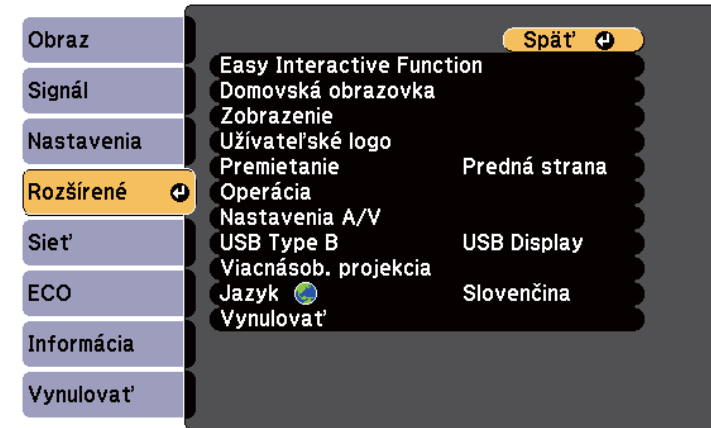 Obraz
Signál
Nastavenia
Rozšírené
Sieť
ECO
Informácia
Vynulovať
Späť
Easy Interactive Function
Domovská obrazovka
Zobrazenie
Užívateľské logo
Premietanie Predná strana
Operácia
Nastavenia A/V
USB Type B USB Display
Viacnásob. projekcia
Jazyk Slovenčina
Vynulovať